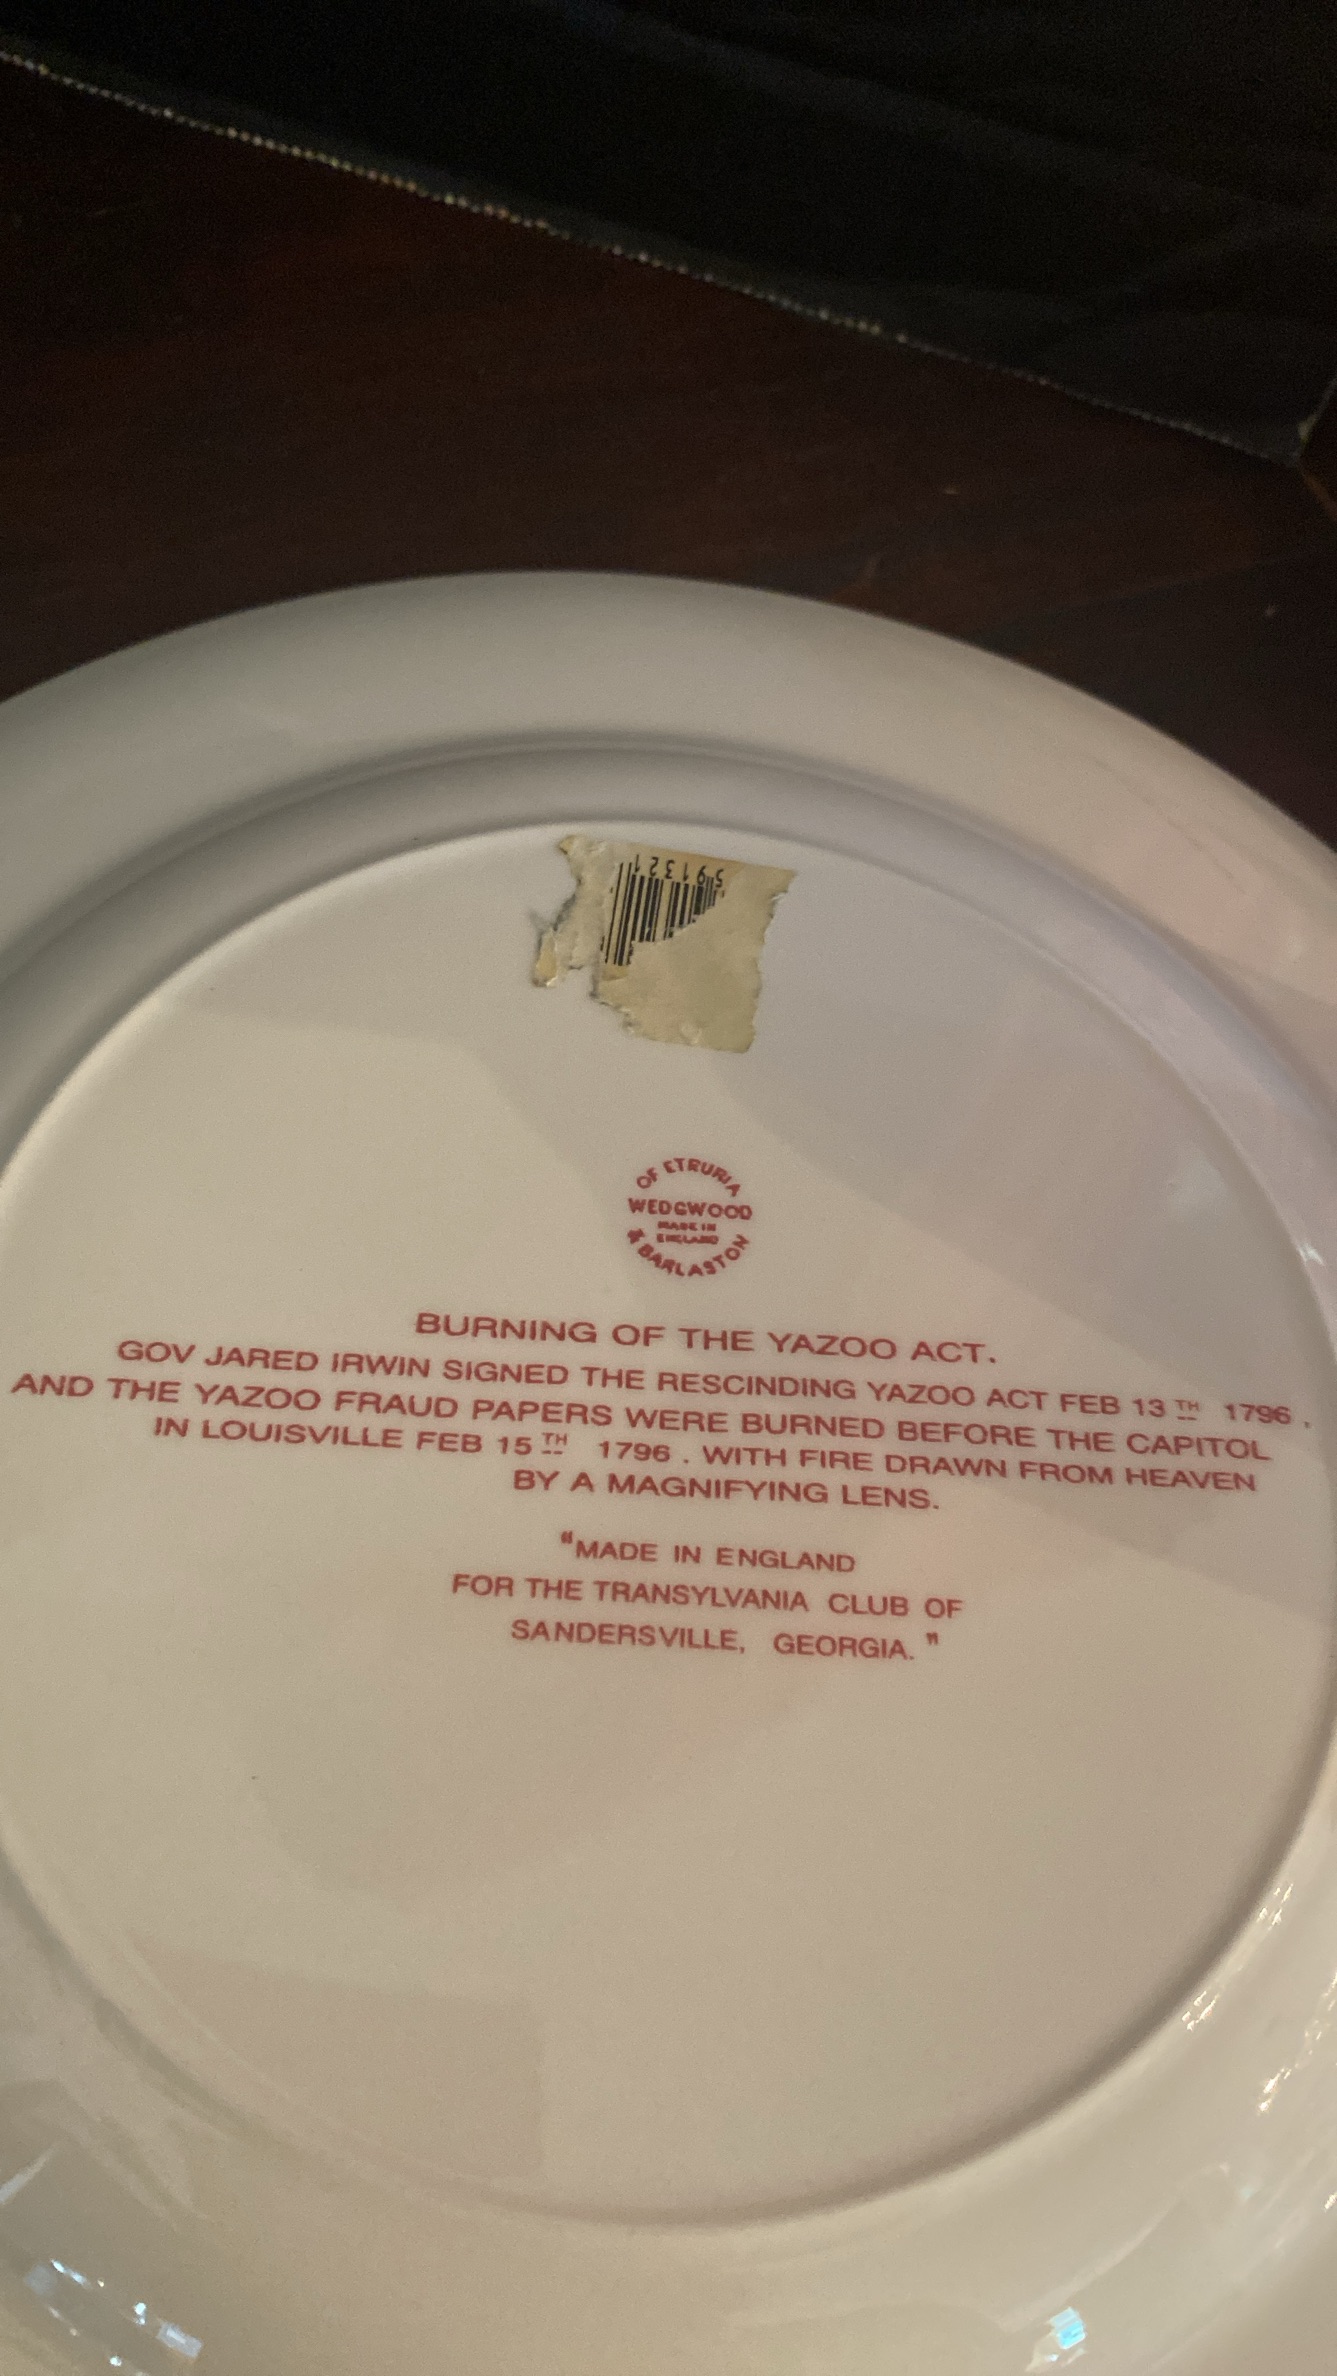 591321
OF ETRURIA
WEDGWOOD
MADE IN
ENGLAND
& BARLASTON
BURNING OF THE YAZOO ACT.
GOV JARED IRWIN SIGNED THE RESCINDING YAZOO ACT FEB 13TH 1796.
AND THE YAZOO FRAUD PAPERS WERE BURNED BEFORE THE CAPITOL
IN LOUISVILLE FEB 15TH 1796. WITH FIRE DRAWN FROM HEAVEN
BY A MAGNIFYING LENS.
"MADE IN ENGLAND
FOR THE TRANSYLVANIA CLUB OF
SANDERSVILLE, GEORGIA."